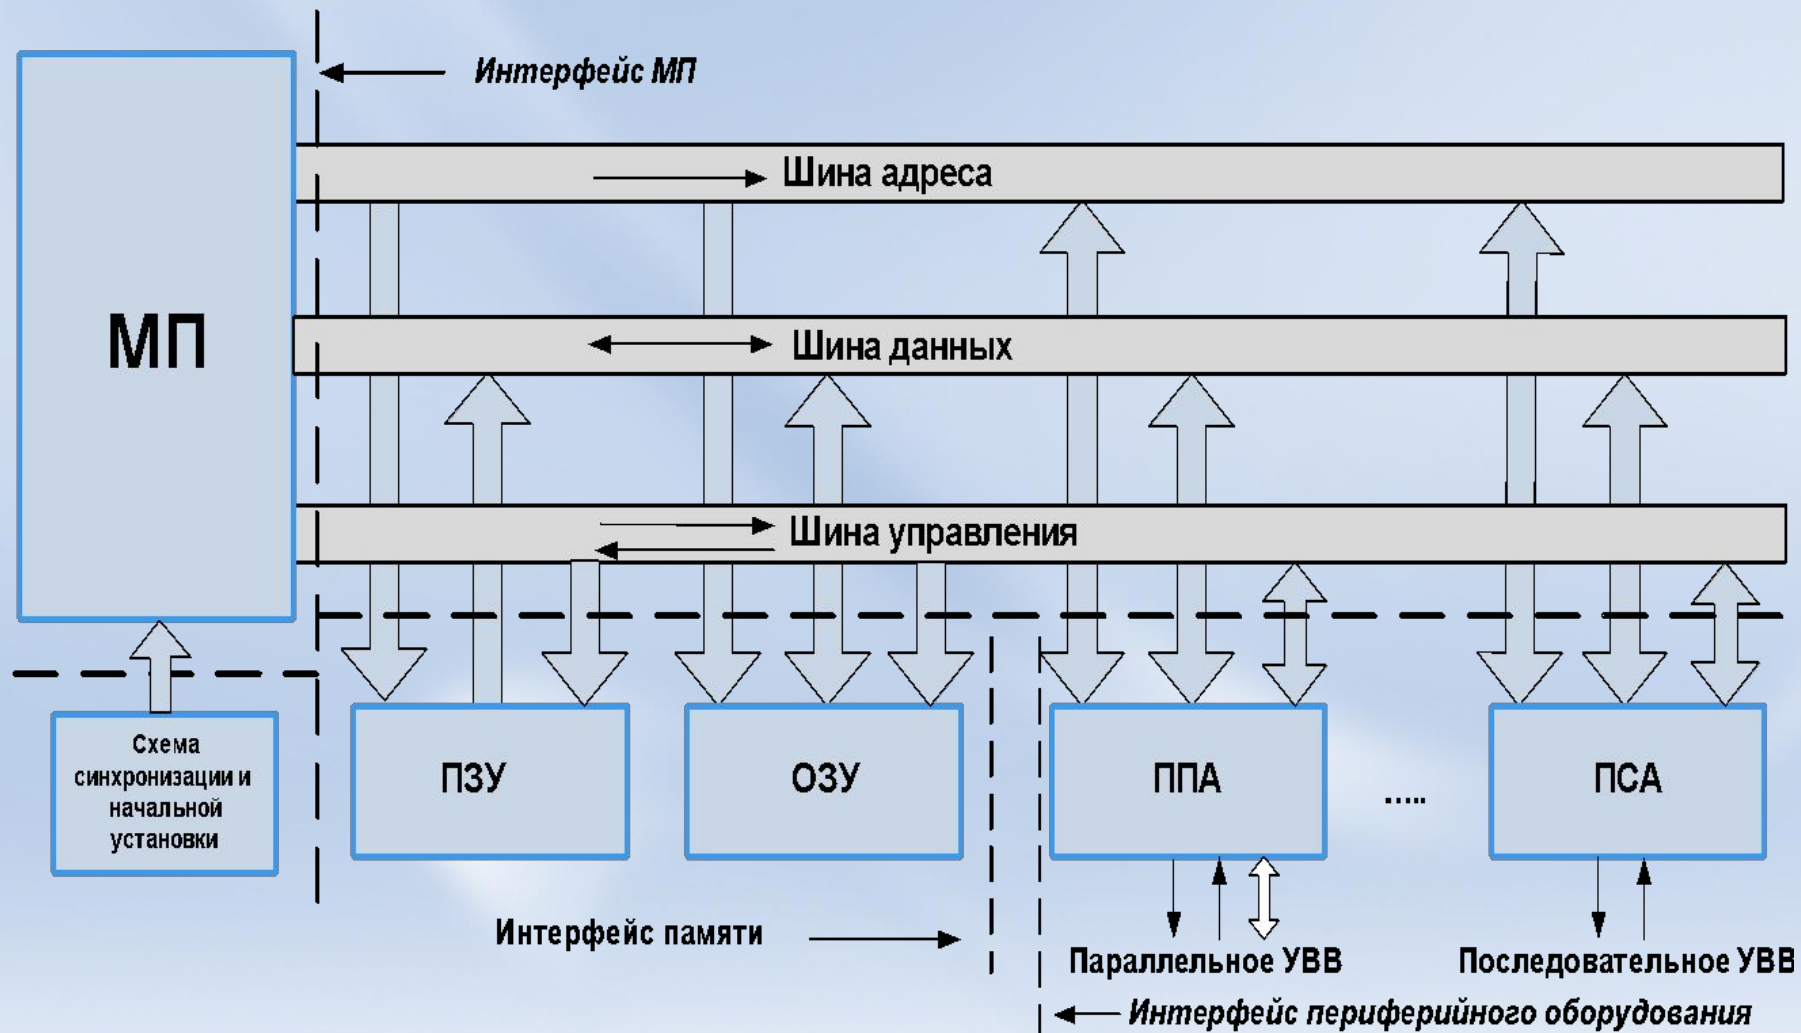 Интерфейс МП
Шина адреса
МП
Шина данных
Шина управления
Схема
синхронизации и
начальной
установки
ПЗУ
ОЗУ
ППА
.....
ПСА
Интерфейс памяти
Параллельное УВВ
Последовательное УВВ
Интерфейс периферийного оборудования